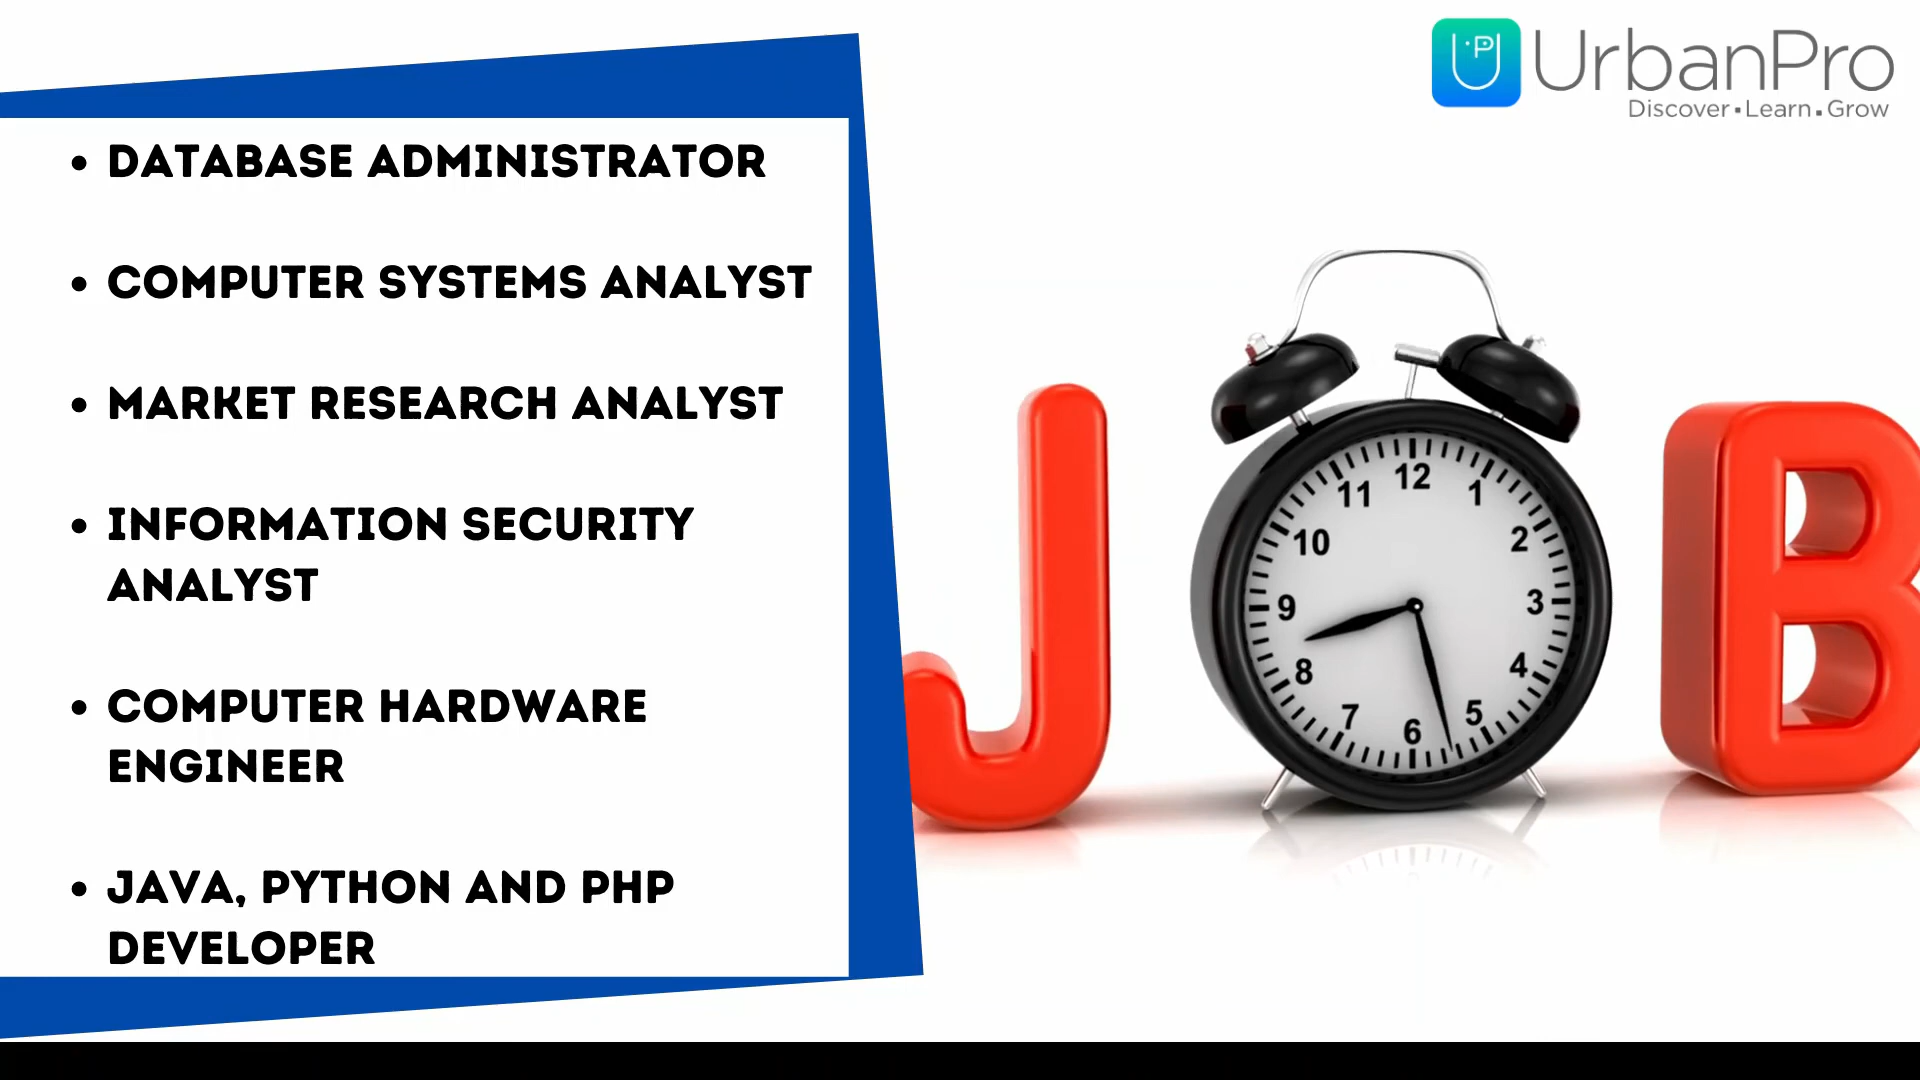 UrbanPro
Discover▪Learn▪Grow
• DATABASE ADMINISTRATOR
• COMPUTER SYSTEMS ANALYST
• MARKET RESEARCH ANALYST
• INFORMATION SECURITY
ANALYST
• COMPUTER HARDWARE
ENGINEER
• JAVA, PYTHON AND PHP
DEVELOPER
J B
12
11 1
10 2
9 3
8 4
7 5
6